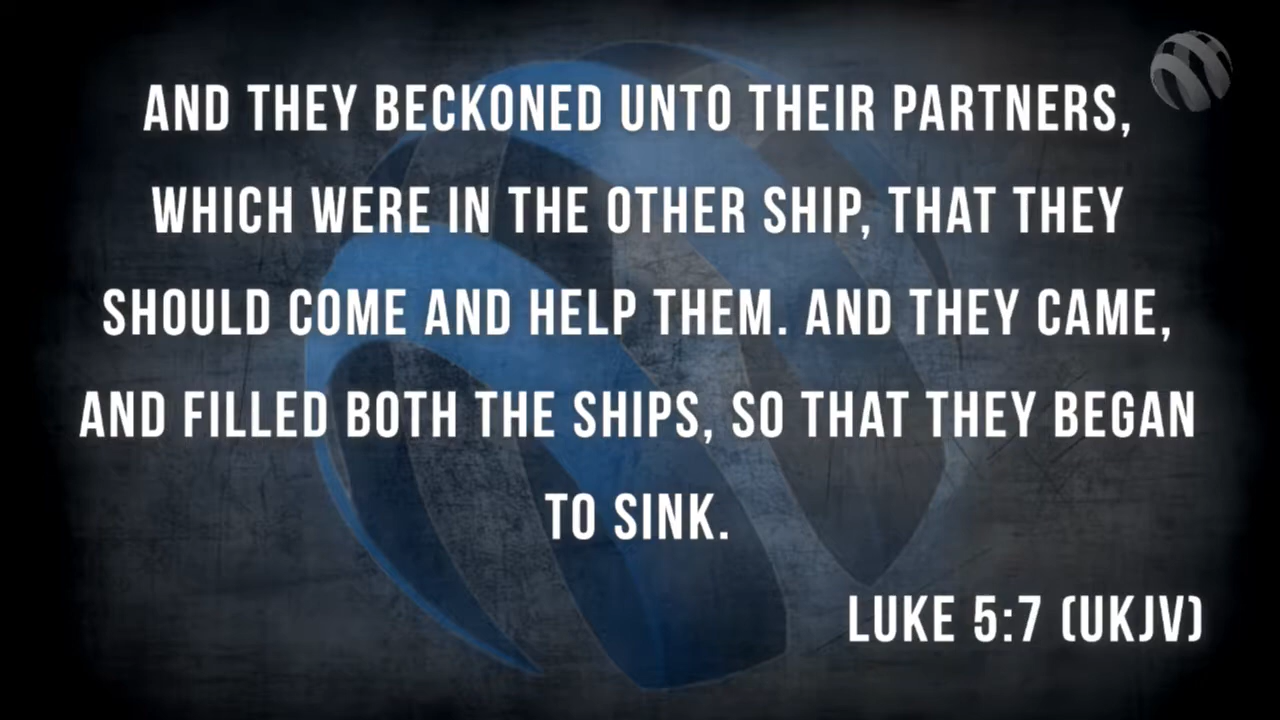 AND THEY BECKONED UNTO THEIR PARTNERS,
WHICH WERE IN THE OTHER SHIP, THAT THEY
SHOULD COME AND HELP THEM. AND THEY CAME,
AND FILLED BOTH THE SHIPS, SO THAT THEY BEGAN
TO SINK.
LUKE 5:7 (UKJV)